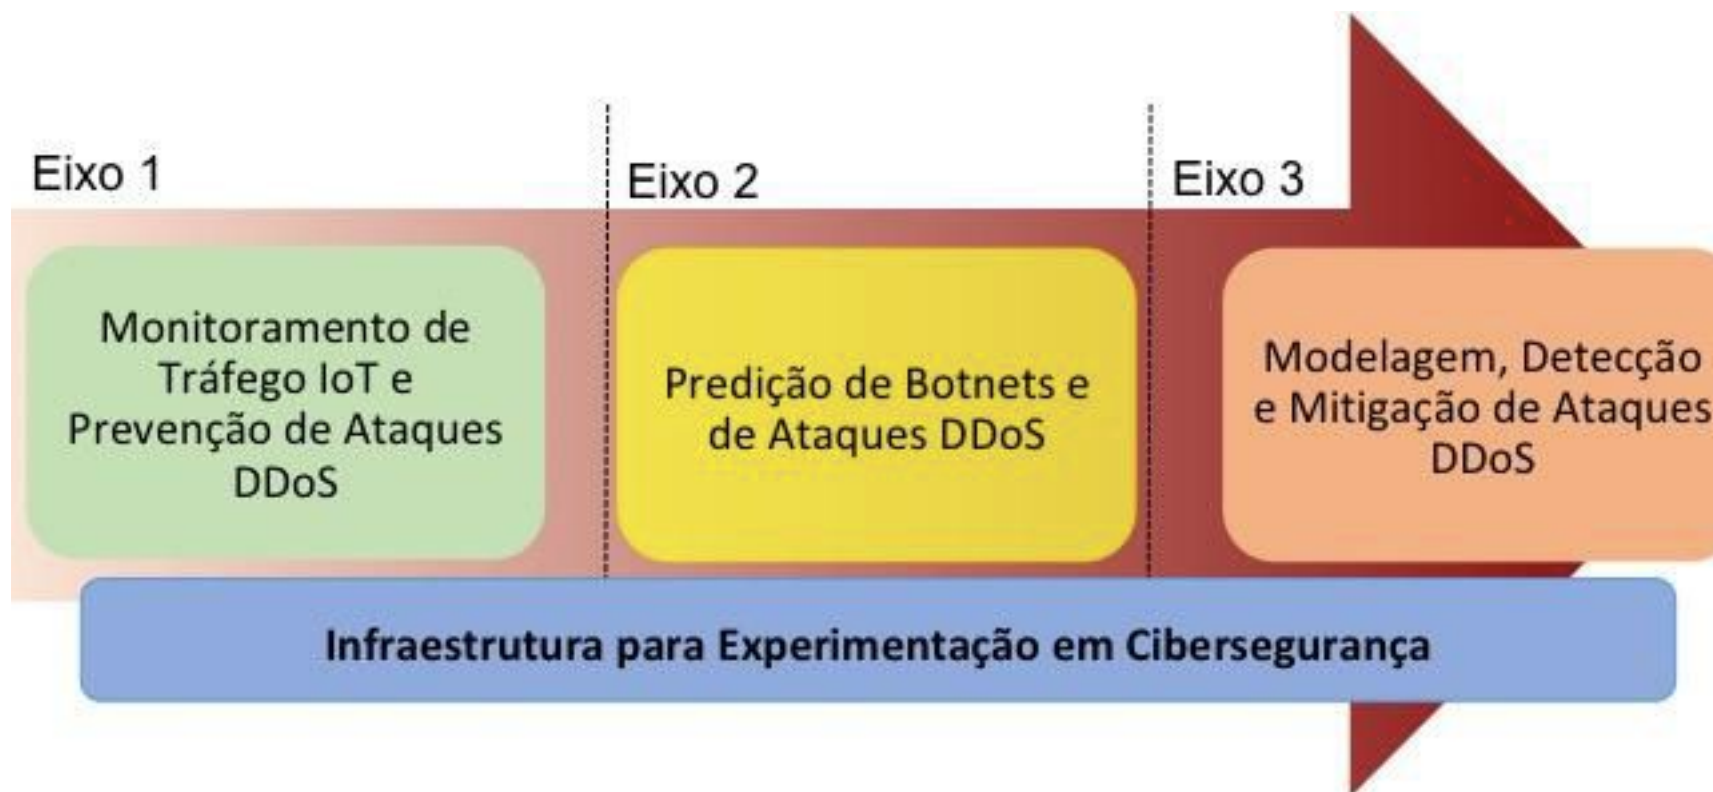 Eixo 1
Monitoramento de
Tráfego IoT e
Prevenção de Ataques
DDoS
Eixo 2
Predição de Botnets e
de Ataques DDoS
Eixo 3
Modelagem, Detecção
e Mitigação de Ataques
DDoS
Infraestrutura para Experimentação em Cibersegurança